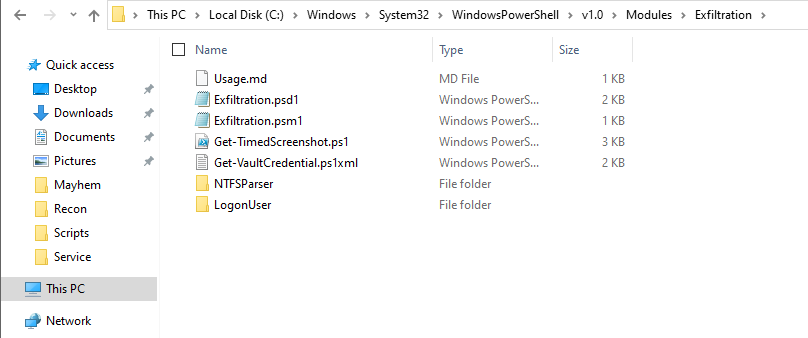 This PC > Local Disk (C:) > Windows > System32 > WindowsPowerShell > v1.0 > Modules > Exfiltration >
Name Type Size
Quick access
Desktop
Downloads
Documents
Pictures
Mayhem
Recon
Scripts
Service
This PC
Network
Usage.md MD File 1 KB
Exfiltration.psd1 Windows PowerS... 2 KB
Exfiltration.psm1 Windows PowerS... 1 KB
Get-TimedScreenshot.ps1 Windows PowerS... 3 KB
Get-VaultCredential.ps1xml Windows PowerS... 2 KB
NTFSParser File folder
LogonUser File folder